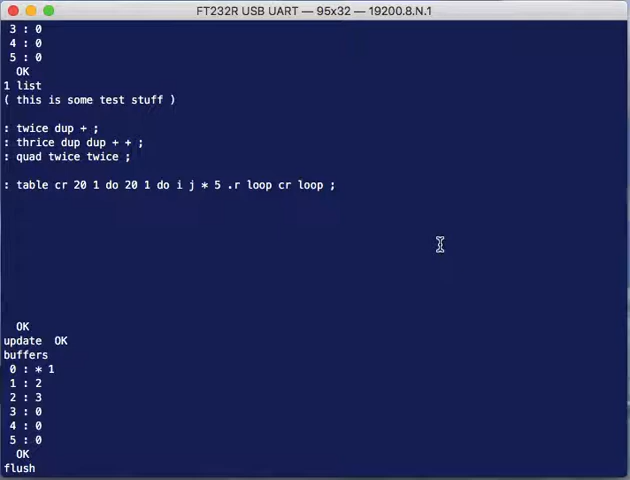 FT232R USB UART — 95x32 — 19200.8.N.1
3 : 0
4 : 0
5 : 0
OK
1 list
( this is some test stuff )
: twice dup + ;
: thrice dup dup + + ;
: quad twice twice ;
: table cr 20 1 do 20 1 do i j * 5 .r loop cr loop ;
OK
update  OK
buffers
0 : * 1
1 : 2
2 : 3
3 : 0
4 : 0
5 : 0
OK
flush